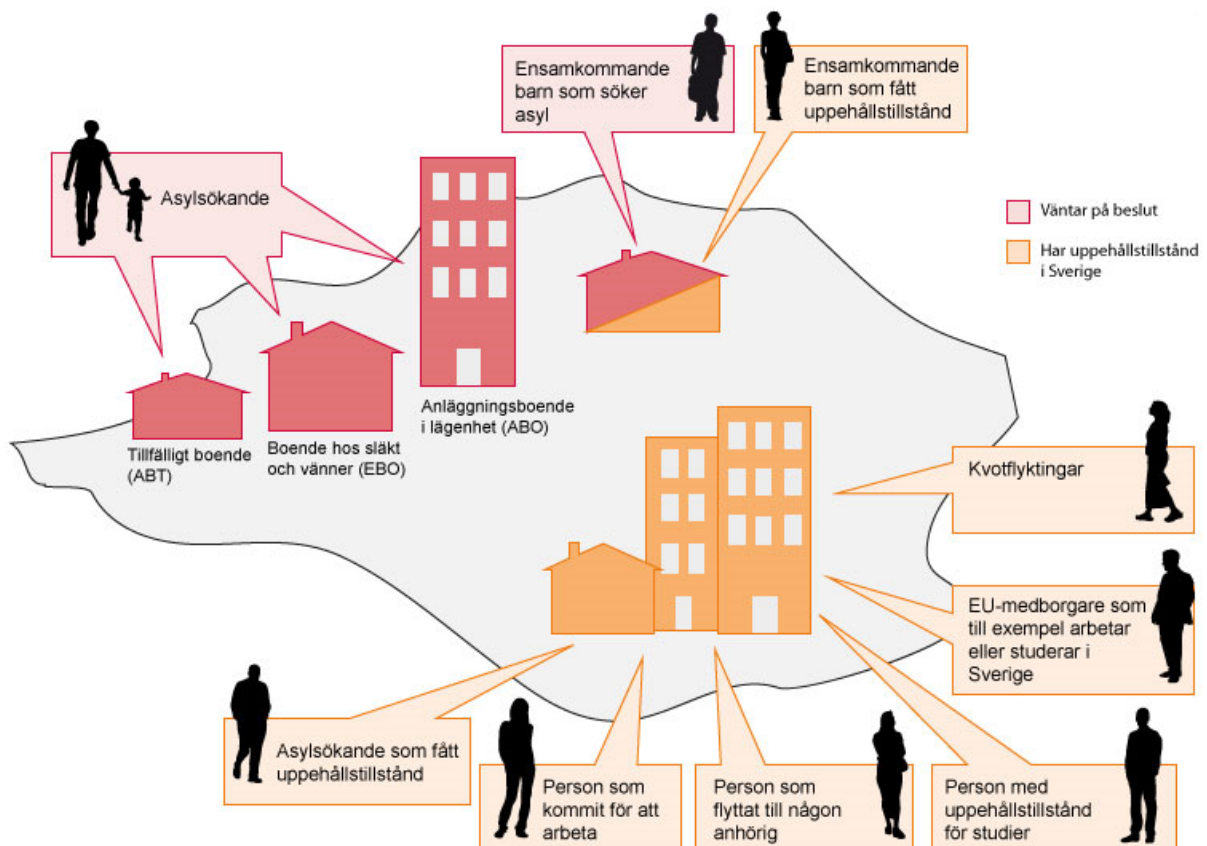 Ensamkommande
barn som söker
asyl
Ensamkommande
barn som fått
uppehållstillstånd
Asylsökande
Väntar på beslut
Har uppehållstillstånd
i Sverige
Tillfälligt boende
(ABT)
Boende hos släkt
och vänner (EBO)
Anläggningsboende
i lägenhet (ABO)
Kvotflyktingar
EU-medborgare som
till exempel arbetar
eller studerar i
Sverige
Asylsökande som fått
uppehållstillstånd
Person som
kommit för att
arbeta
Person som
flyttat till någon
anhörig
Person med
uppehållstillstånd
för studier